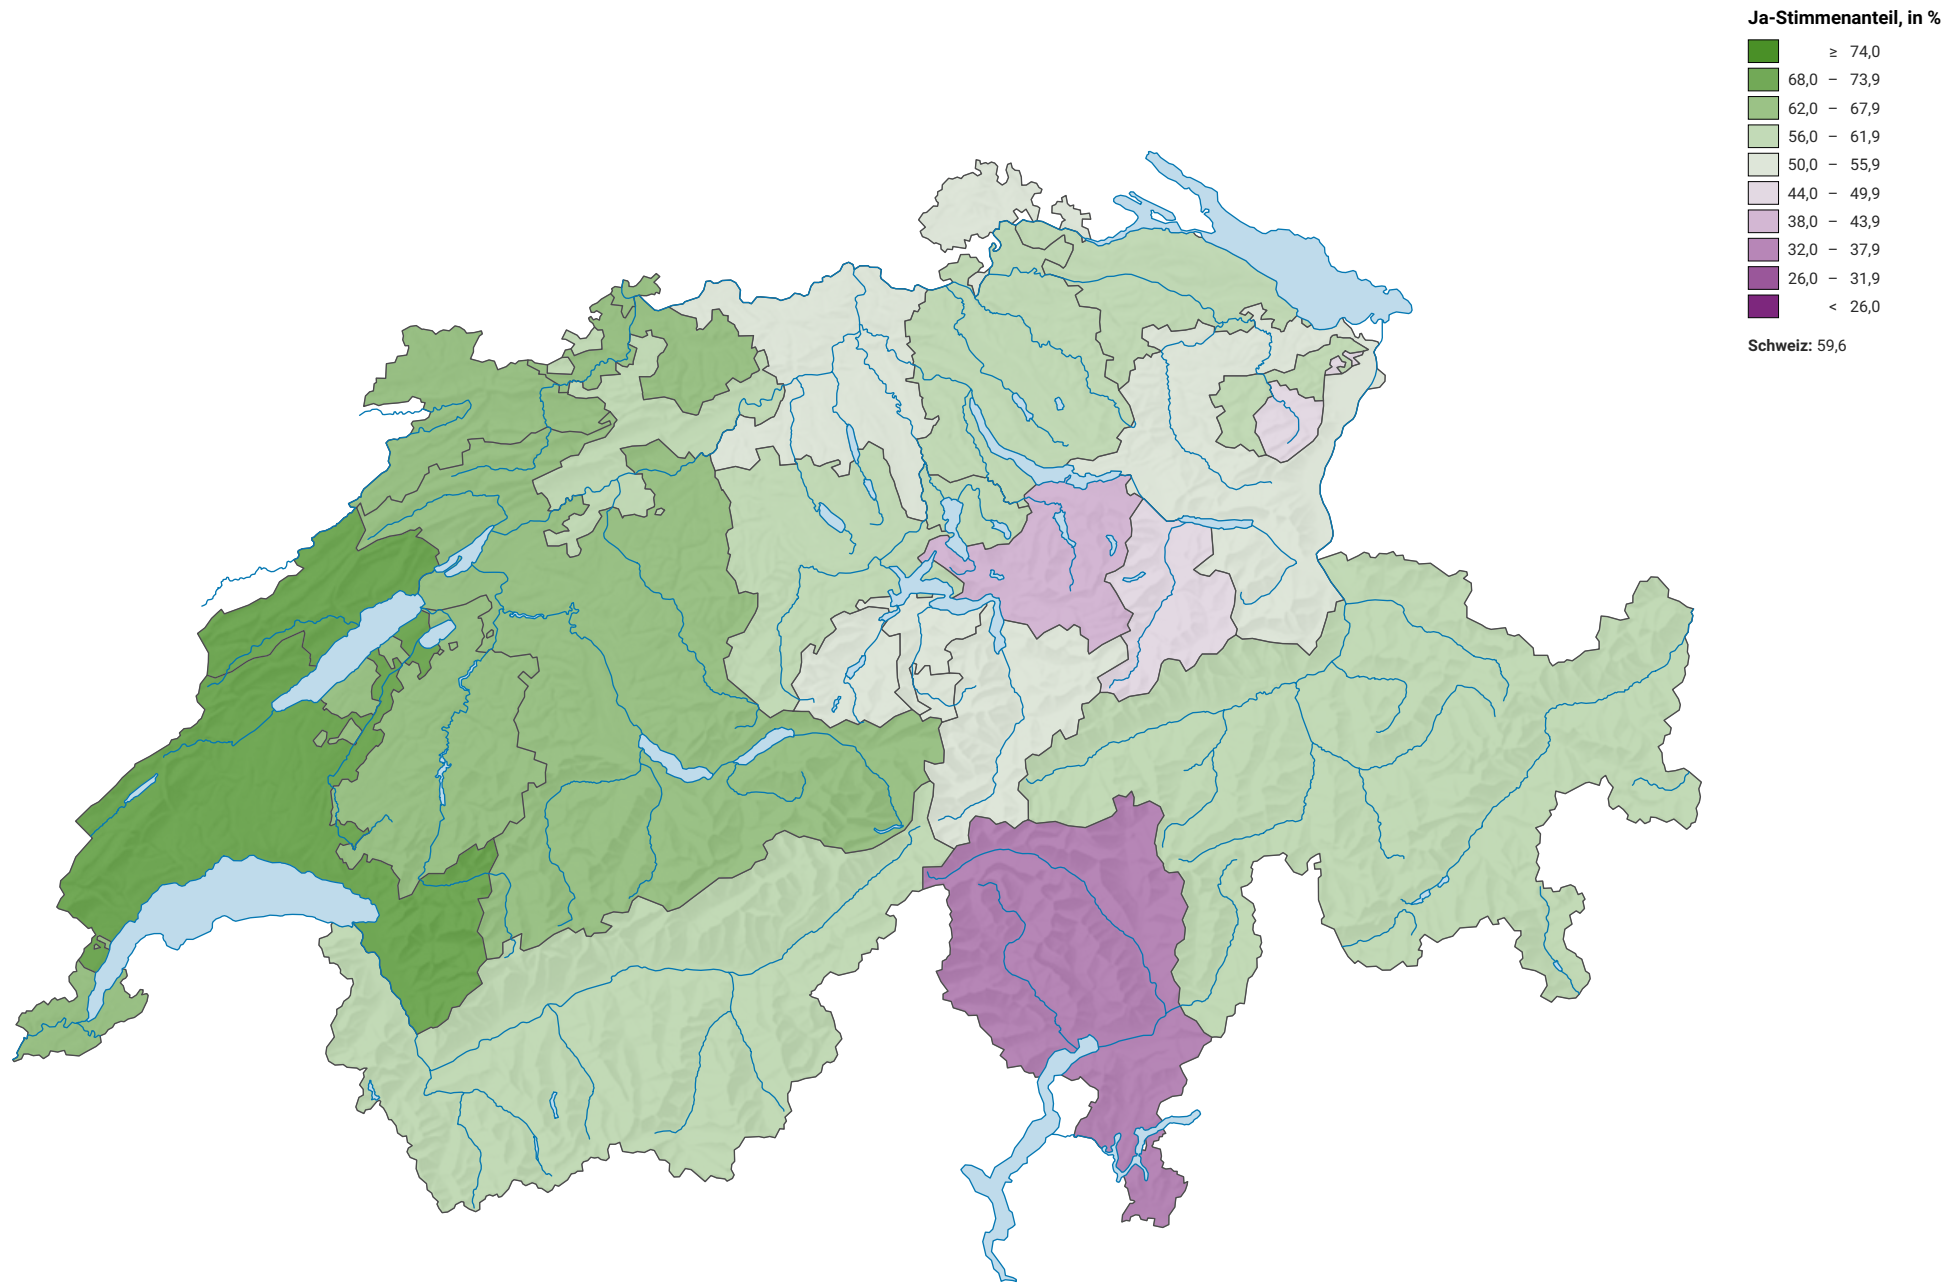 Ja-Stimmenanteil, in %
≥ 74,0
68,0 – 73,9
62,0 – 67,9
56,0 – 61,9
50,0 – 55,9
44,0 – 49,9
38,0 – 43,9
32,0 – 37,9
26,0 – 31,9
< 26,0
Schweiz: 59,6